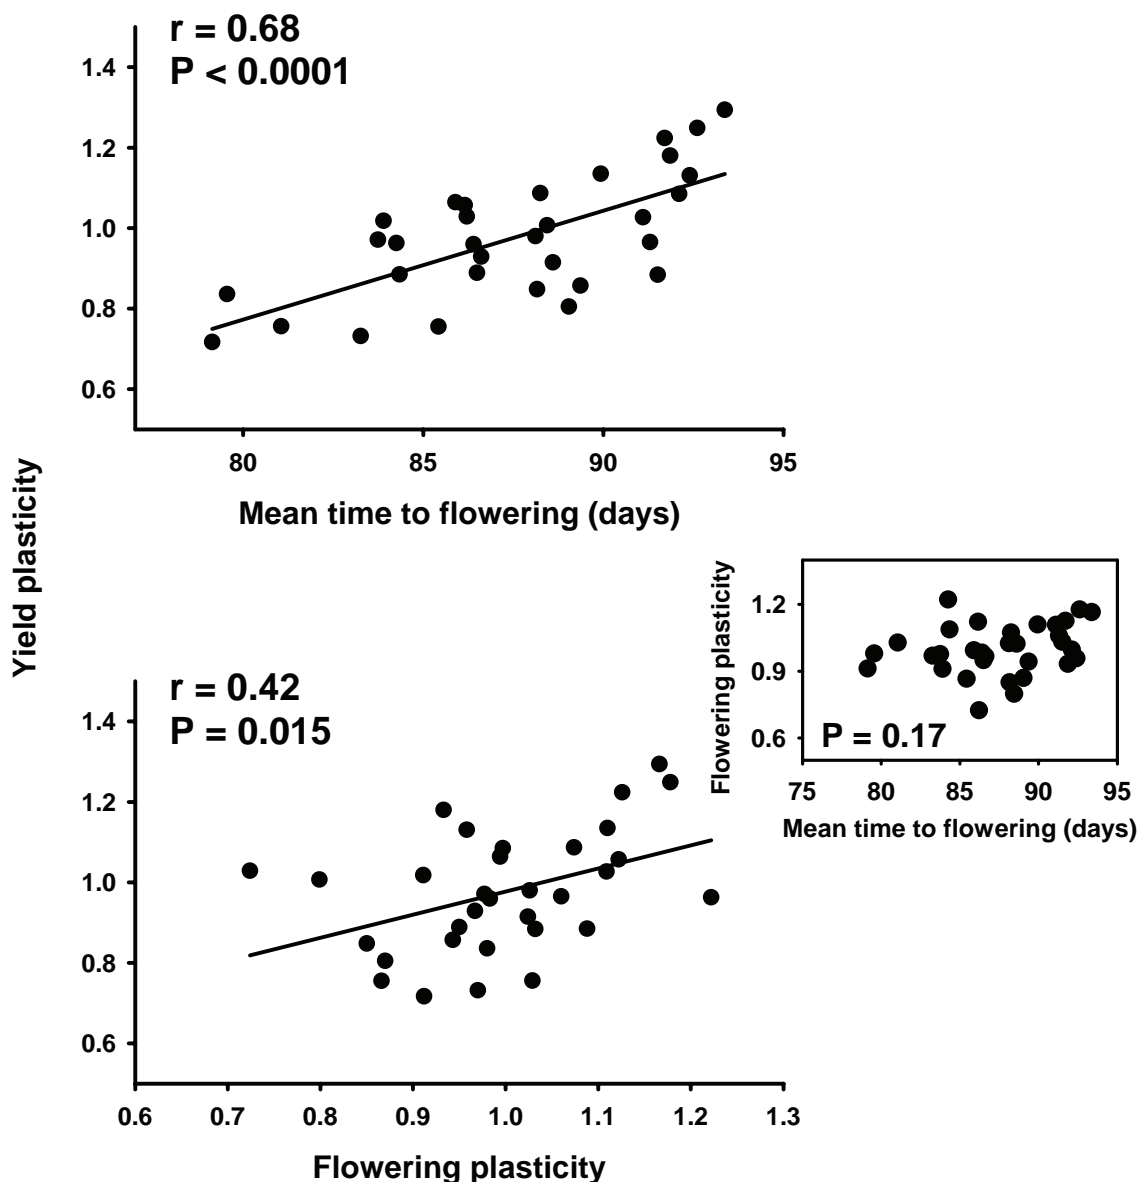 r = 0.68
P < 0.0001
1.4
1.2
1.0
0.8
0.6
80 85 90 95
Mean time to flowering (days)
Yield plasticity
r = 0.42
P = 0.015
1.4
1.2
1.0
0.8
0.6
0.6 0.7 0.8 0.9 1.0 1.1 1.2 1.3
Flowering plasticity
Flowering plasticity
1.2
0.9
0.6
P = 0.17
75 80 85 90 95
Mean time to flowering (days)